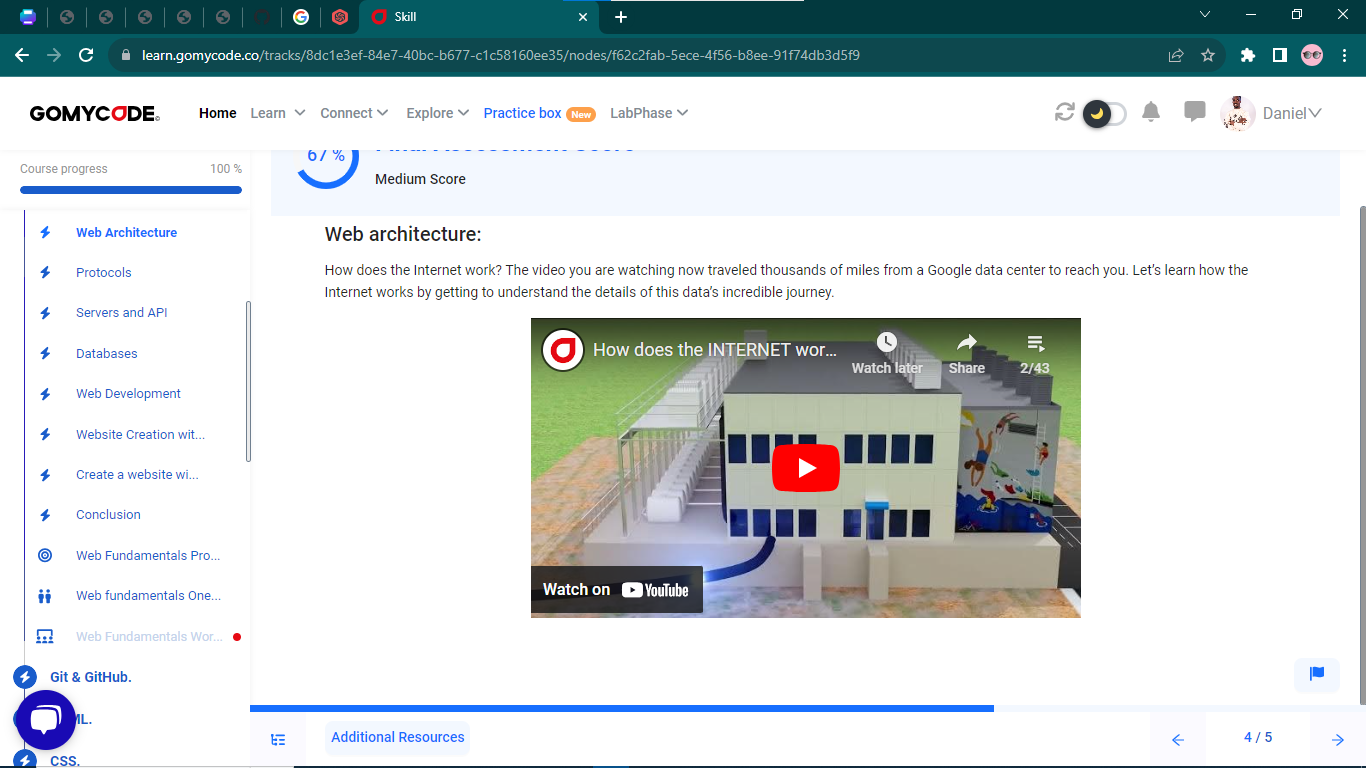 Skill
learn.gomycode.co/tracks/8dc1e3ef-84e7-40bc-b677-c1c58160ee35/nodes/f62c2fab-5ece-4f56-b8ee-91f74db3d5f9
GOMYCODE
Home Learn Connect Explore Practice box New LabPhase Daniel
Course progress 100 %
Web Architecture
Protocols
Servers and API
Databases
Web Development
Website Creation wit...
Create a website wi...
Conclusion
Web Fundamentals Pro...
Web fundamentals One...
Web Fundamentals Wor...
Git & GitHub.
CSS.
67 %
Medium Score
Web architecture:
How does the Internet work? The video you are watching now traveled thousands of miles from a Google data center to reach you. Let's learn how the
Internet works by getting to understand the details of this data's incredible journey.
How does the INTERNET wor...
Watch later Share 2/43
Watch on YouTube
Additional Resources
4 / 5